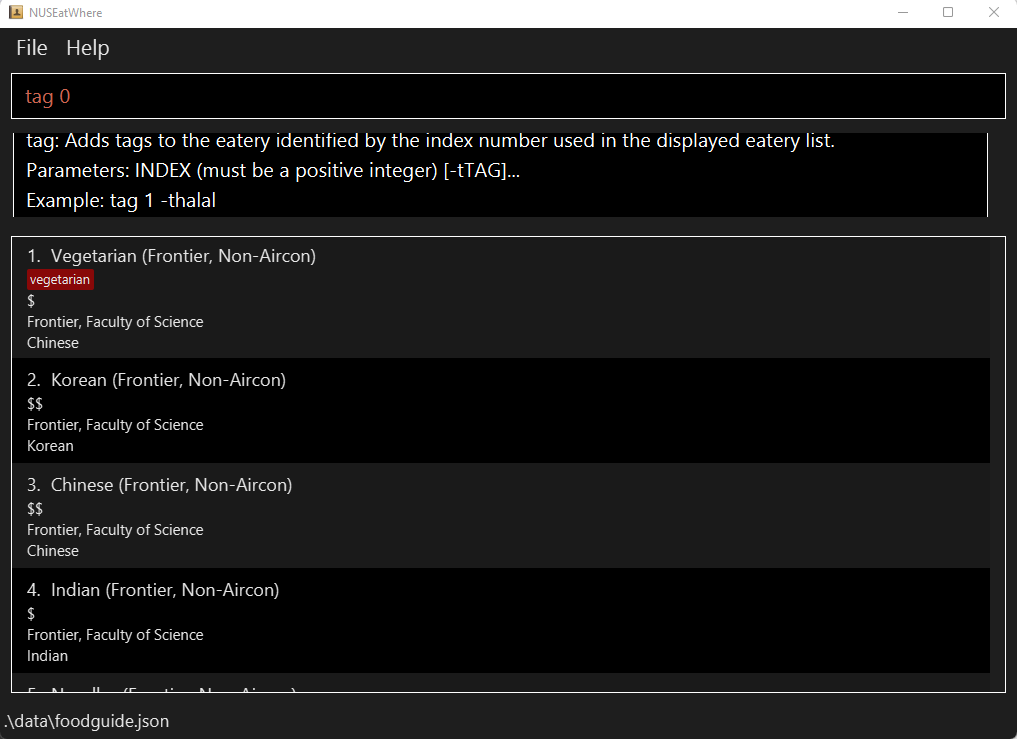 NUSEatWhere
File Help
tag 0
tag: Adds tags to the eatery identified by the index number used in the displayed eatery list.
Parameters: INDEX (must be a positive integer) [-tTAG]...
Example: tag 1 -thalal
1. Vegetarian (Frontier, Non-Aircon)
vegetarian
$
Frontier, Faculty of Science
Chinese
2. Korean (Frontier, Non-Aircon)
$$
Frontier, Faculty of Science
Korean
3. Chinese (Frontier, Non-Aircon)
$$
Frontier, Faculty of Science
Chinese
4. Indian (Frontier, Non-Aircon)
$
Frontier, Faculty of Science
Indian
.\data\foodguide.json